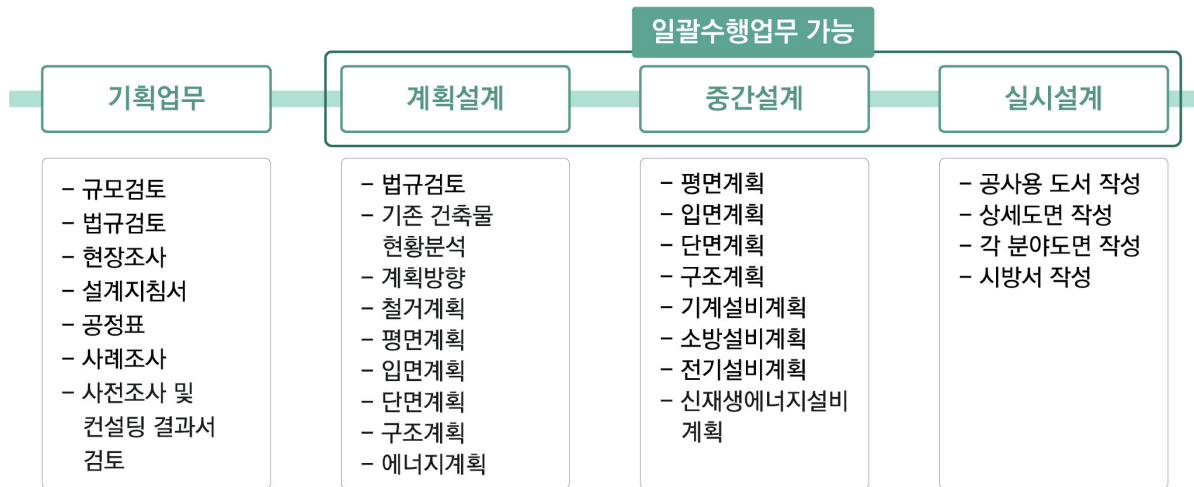 일괄수행업무 가능
기획업무
계획설계
중간설계
실시설계
– 규모검토
– 법규검토
– 현장조사
– 설계지침서
– 공정표
– 사례조사
– 사전조사 및
컨설팅 결과서
검토
– 법규검토
– 기존 건축물
현황분석
– 계획방향
– 철거계획
– 평면계획
– 입면계획
– 단면계획
– 구조계획
– 에너지계획
– 평면계획
– 입면계획
– 단면계획
– 구조계획
– 기계설비계획
– 소방설비계획
– 전기설비계획
– 신재생에너지설비
계획
– 공사용 도서 작성
– 상세도면 작성
– 각 분야도면 작성
– 시방서 작성